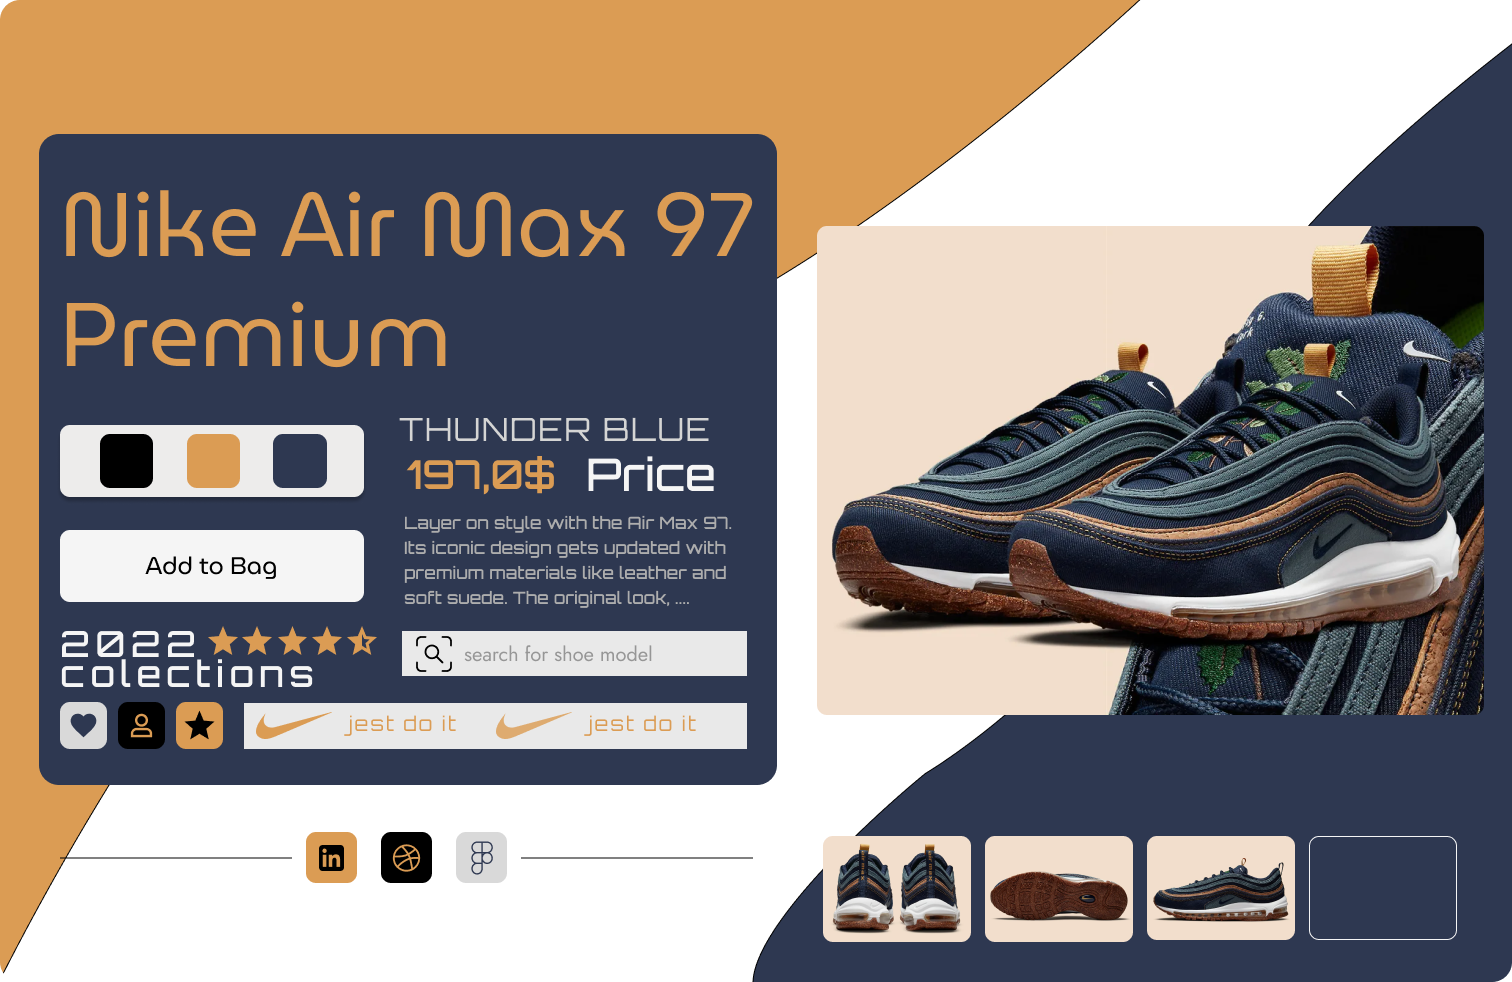 Nike Air Max 97
Premium
THUNDER BLUE
197,0$ Price
Layer on style with the Air Max 97.
Its iconic design gets updated with
premium materials like leather and
soft suede. The original look, ....
Add to Bag
2022
colections
search for shoe model
jest do it jest do it
in